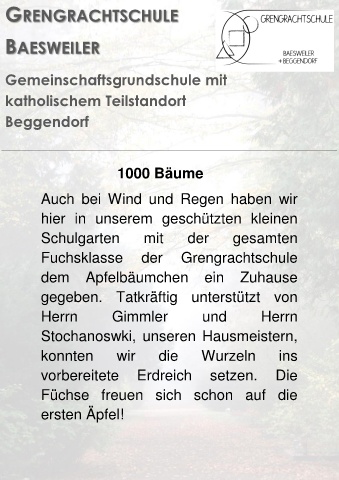 GRENGRACHTSCHULE
BAESWEILER
GRENGRACHTSCHULE
BAESWEILER
+BEGGENDORF
Gemeinschaftsgrundschule mit
katholischem Teilstandort
Beggendorf
1000 Bäume
Auch bei Wind und Regen haben wir
hier in unserem geschützten kleinen
Schulgarten mit der gesamten
Fuchsklasse der Grengrachtschule
dem Apfelbäumchen ein Zuhause
gegeben. Tatkräftig unterstützt von
Herrn Gimmler und Herrn
Stochanoswki, unseren Hausmeistern,
konnten wir die Wurzeln ins
vorbereitete Erdreich setzen. Die
Füchse freuen sich schon auf die
ersten Äpfel!